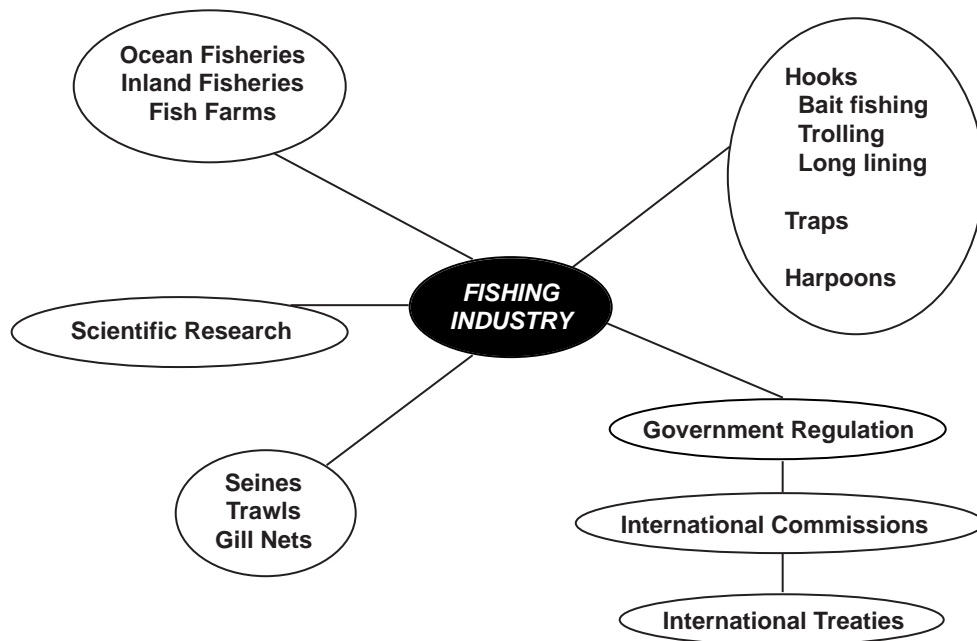 Ocean Fisheries
Inland Fisheries
Fish Farms
Hooks
Bait fishing
Trolling
Long lining
Traps
Harpoons
FISHING
INDUSTRY
Scientific Research
Government Regulation
Seines
Trawls
Gill Nets
International Commissions
International Treaties